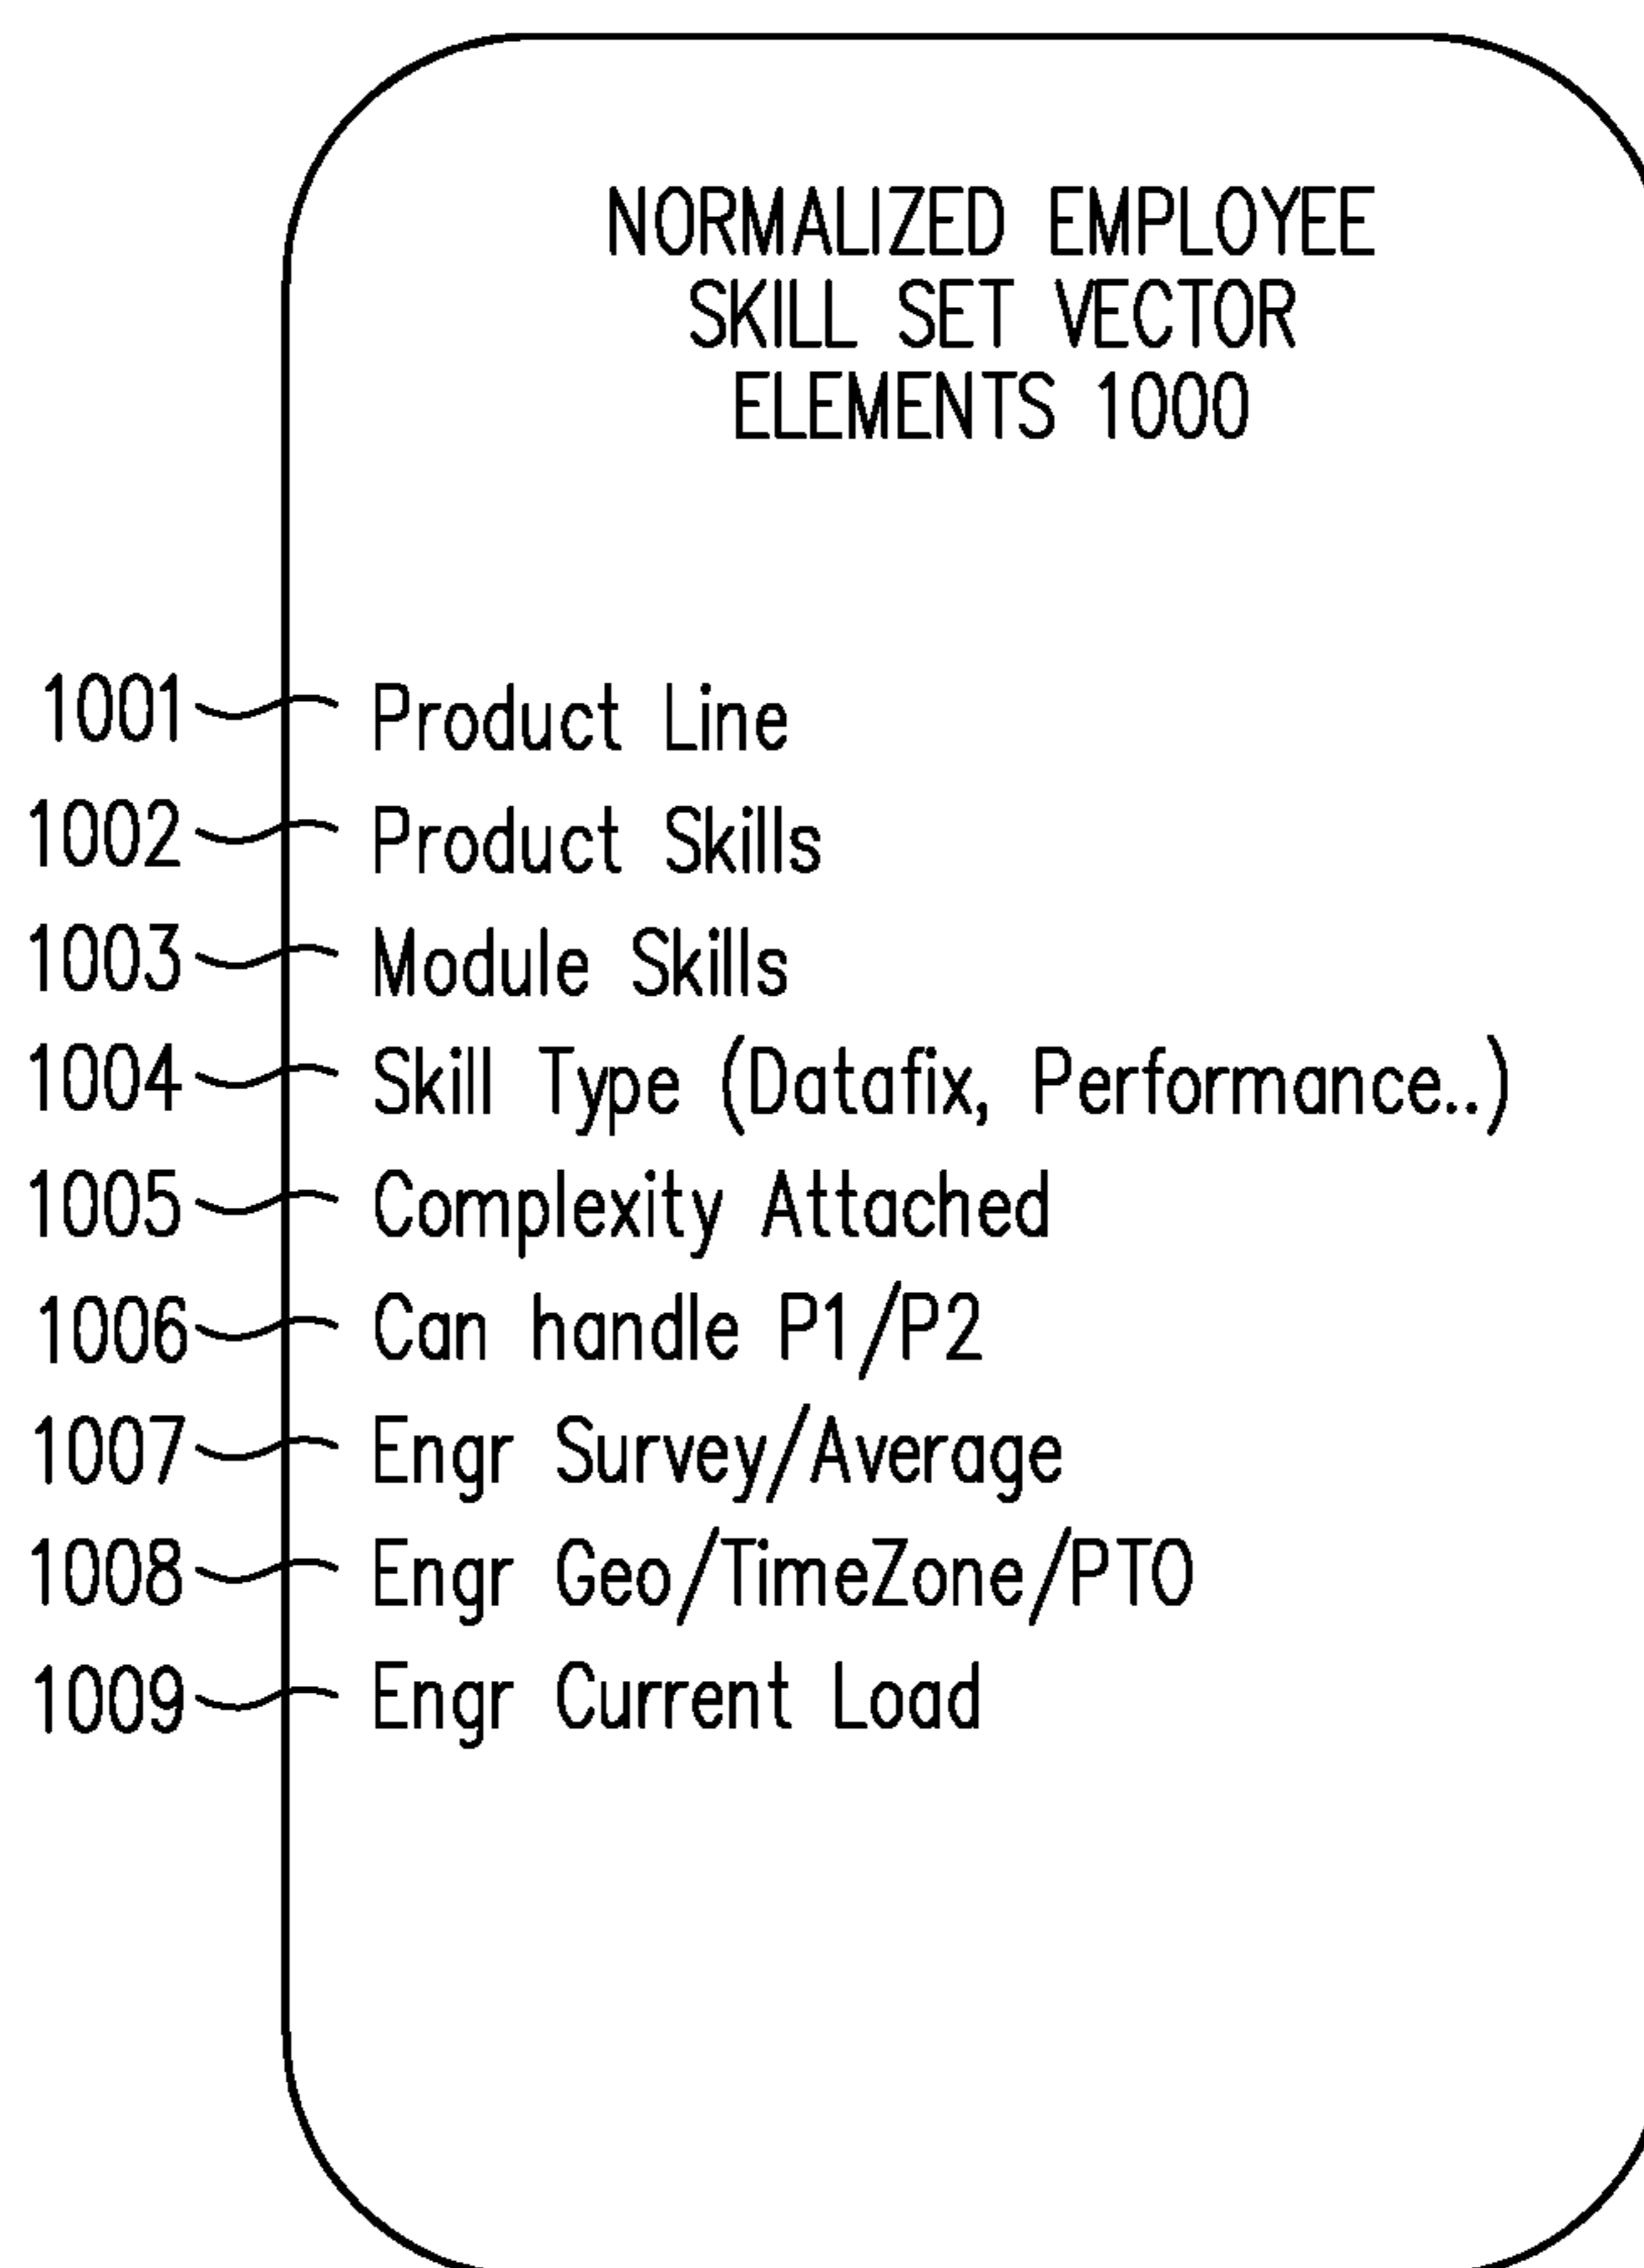 NORMALIZED EMPLOYEE
SKILL SET VECTOR
ELEMENTS 1000
1001 Product Line
1002 Product Skills
1003 Module Skills
1004 Skill Type (Datafix, Performance..)
1005 Complexity Attached
1006 Can handle P1/P2
1007 Engr Survey/Average
1008 Engr Geo/TimeZone/PTO
1009 Engr Current Load